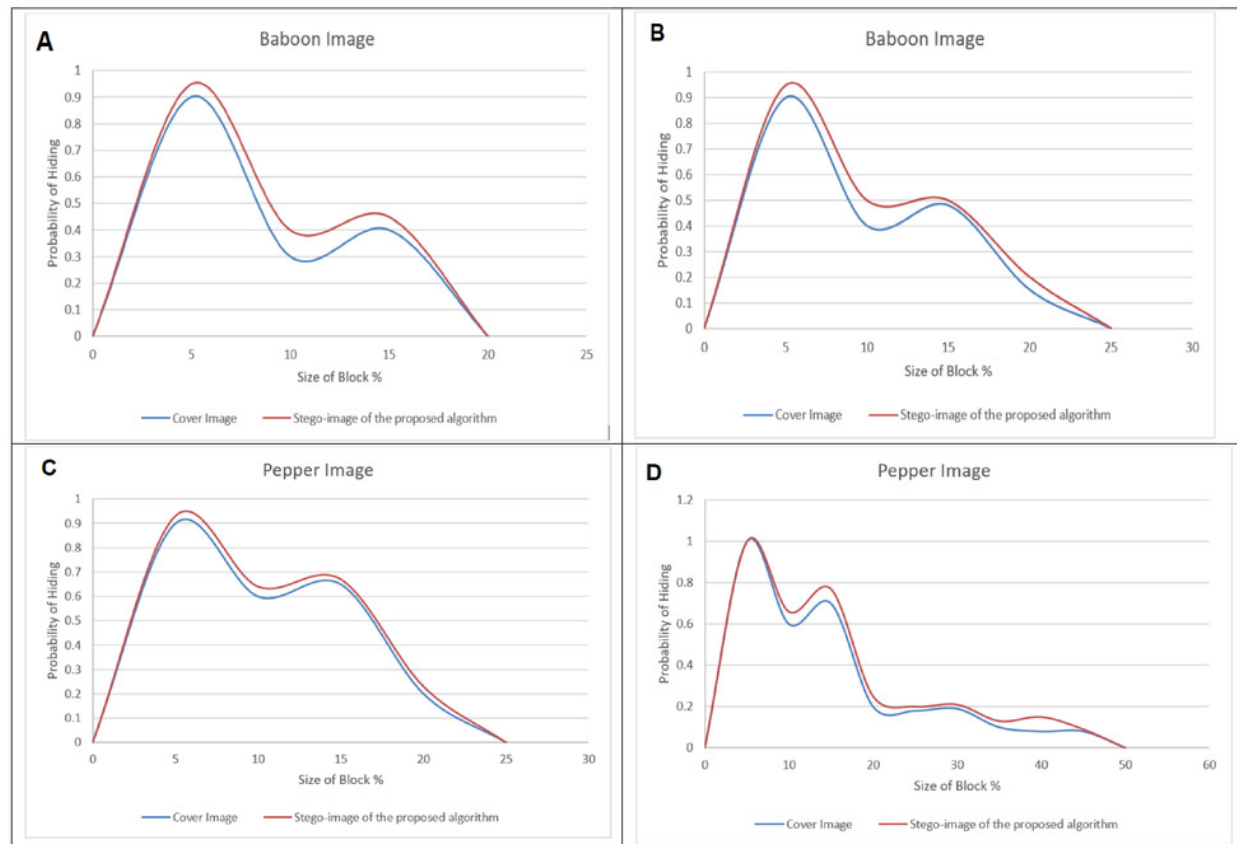 A
Baboon Image
1
0.9
0.8
0.7
0.6
0.5
0.4
0.3
0.2
0.1
0
Probability of Hiding
0 5 10 15 20 25
Size of Block %
Cover Image Stego-image of the proposed algorithm
B
Baboon Image
1
0.9
0.8
0.7
0.6
0.5
0.4
0.3
0.2
0.1
0
Probability of Hiding
0 5 10 15 20 25 30
Size of Block %
Cover Image Stego-image of the proposed algorithm
C
Pepper Image
1
0.9
0.8
0.7
0.6
0.5
0.4
0.3
0.2
0.1
0
Probability of Hiding
0 5 10 15 20 25 30
Size of Block %
Cover Image Stego-image of the proposed algorithm
D
Pepper Image
1.2
1
0.8
0.6
0.4
0.2
0
Probability of Hiding
0 10 20 30 40 50 60
Size of Block %
Cover Image Stego-image of the proposed algorithm